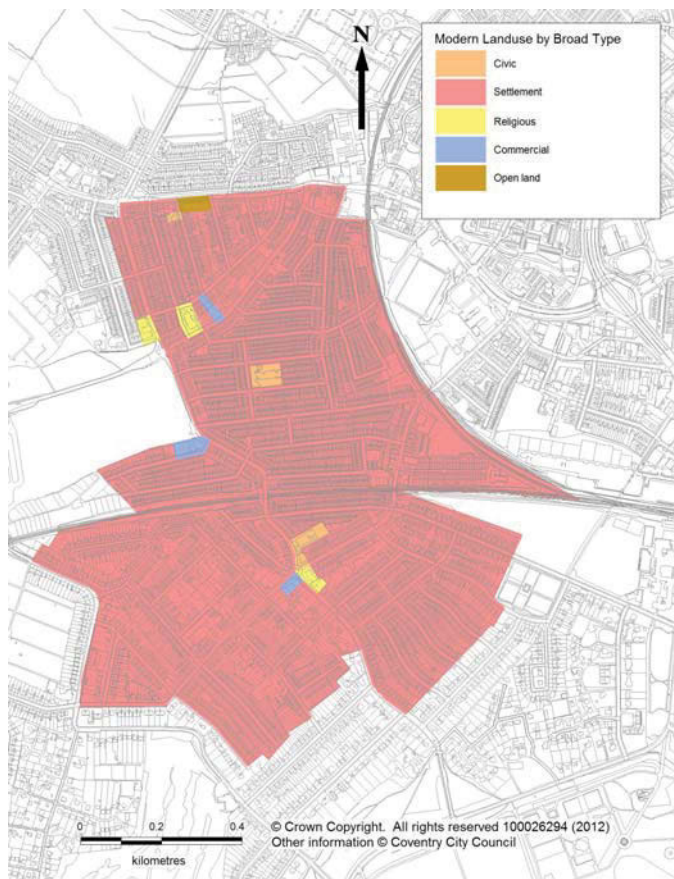 N
Modern Landuse by Broad Type
Civic
Settlement
Religious
Commercial
Open land
0 0.2 0.4
kilometres
© Crown Copyright. All rights reserved 100026294 (2012)
Other information © Coventry City Council